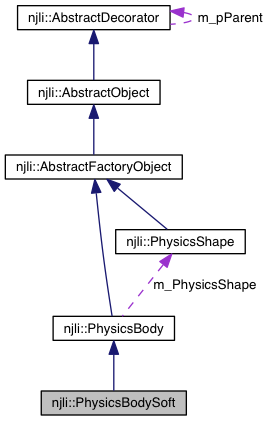 njli::AbstractDecorator
m_pParent
njli::AbstractObject
njli::AbstractFactoryObject
njli::PhysicsShape
m_PhysicsShape
njli::PhysicsBody
njli::PhysicsBodySoft